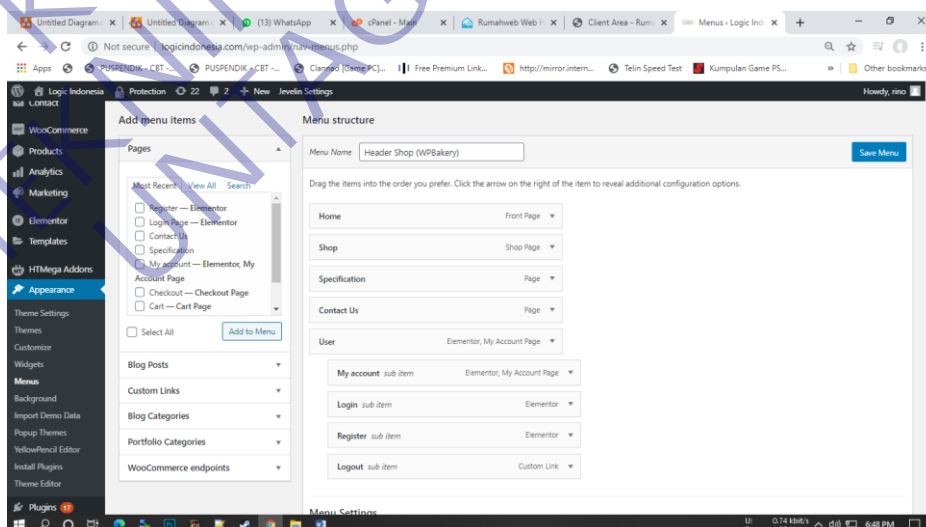 Untitled Diagram.
Untitled Diagram.
(13) WhatsApp
cPanel - Main
Rumahweb Web H
Client Area - Rum
Menus ‹ Logic Ind
Not secure | logicindonesia.com/wp-admin/nav-menus.php
Apps
PUSPENDIK - CBT -...
PUSPENDIK - CBT -...
Clannad [Game PC]...
Free Premium Link...
http://mirror.intern...
Telin Speed Test
Kumpulan Game PS...
»
Other bookmarks
Logic Indonesia
Protection
22
2
New
Jevelin Settings
Howdy, rino
Contact
WooCommerce
Products
Analytics
Marketing
Elementor
Templates
HTMega Addons
Appearance
Theme Settings
Themes
Customize
Widgets
Menus
Background
Import Demo Data
Popup Themes
YellowPencil Editor
Install Plugins
Theme Editor
Plugins 17
Add menu items
Pages
Most Recent
View All
Search
Register — Elementor
Login Page — Elementor
Contact Us
Specification
My account — Elementor, My
Account Page
Checkout — Checkout Page
Cart — Cart Page
Select All
Add to Menu
Blog Posts
Custom Links
Blog Categories
Portfolio Categories
WooCommerce endpoints
Menu structure
Menu Name
Header Shop (WPBakery)
Save Menu
Drag the items into the order you prefer. Click the arrow on the right of the item to reveal additional configuration options.
Home Front Page
Shop Shop Page
Specification Page
Contact Us Page
User Elementor, My Account Page
My account sub item Elementor, My Account Page
Login sub item Elementor
Register sub item Elementor
Logout sub item Custom Link
Menu Settings
U: 0.74 kbit/s
6:48 PM